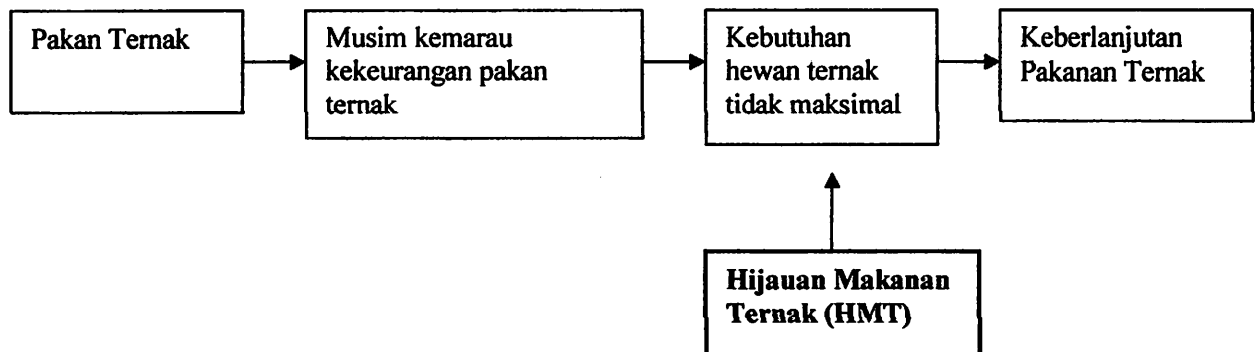 Pakan Ternak
Musim kemarau
kekeurangan pakan
ternak
Kebutuhan
hewan ternak
tidak maksimal
Keberlanjutan
Pakanan Ternak
Hijauan Makanan
Ternak (HMT)